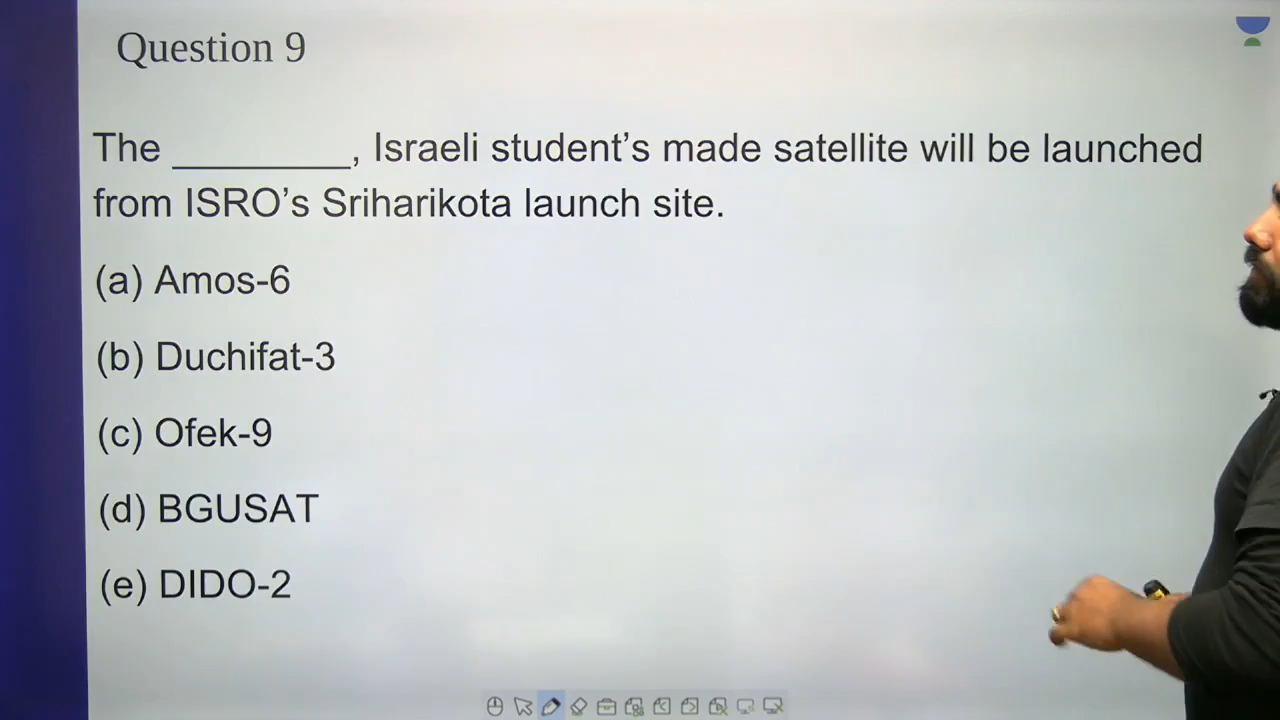 Question 9
The ________, Israeli student’s made satellite will be launched
from ISRO’s Sriharikota launch site.
(a) Amos-6
(b) Duchifat-3
(c) Ofek-9
(d) BGUSAT
(e) DIDO-2